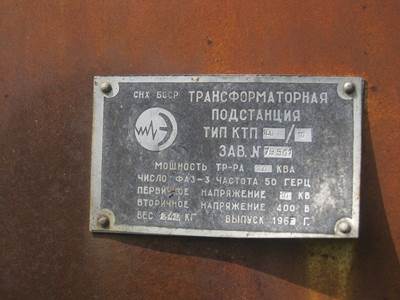 СНХ БССР ТРАНСФОРМАТОРНАЯ
ПОДСТАНЦИЯ
ТИП КТП /
ЗАВ. N
МОЩНОСТЬ ТР-РА КВА
ЧИСЛО ФАЗ-3 ЧАСТОТА 50 ГЕРЦ
ПЕРВИЧНОЕ НАПРЯЖЕНИЕ КВ
ВТОРИЧНОЕ НАПРЯЖЕНИЕ 400 В
ВЕС КГ ВЫПУСК 196 Г.